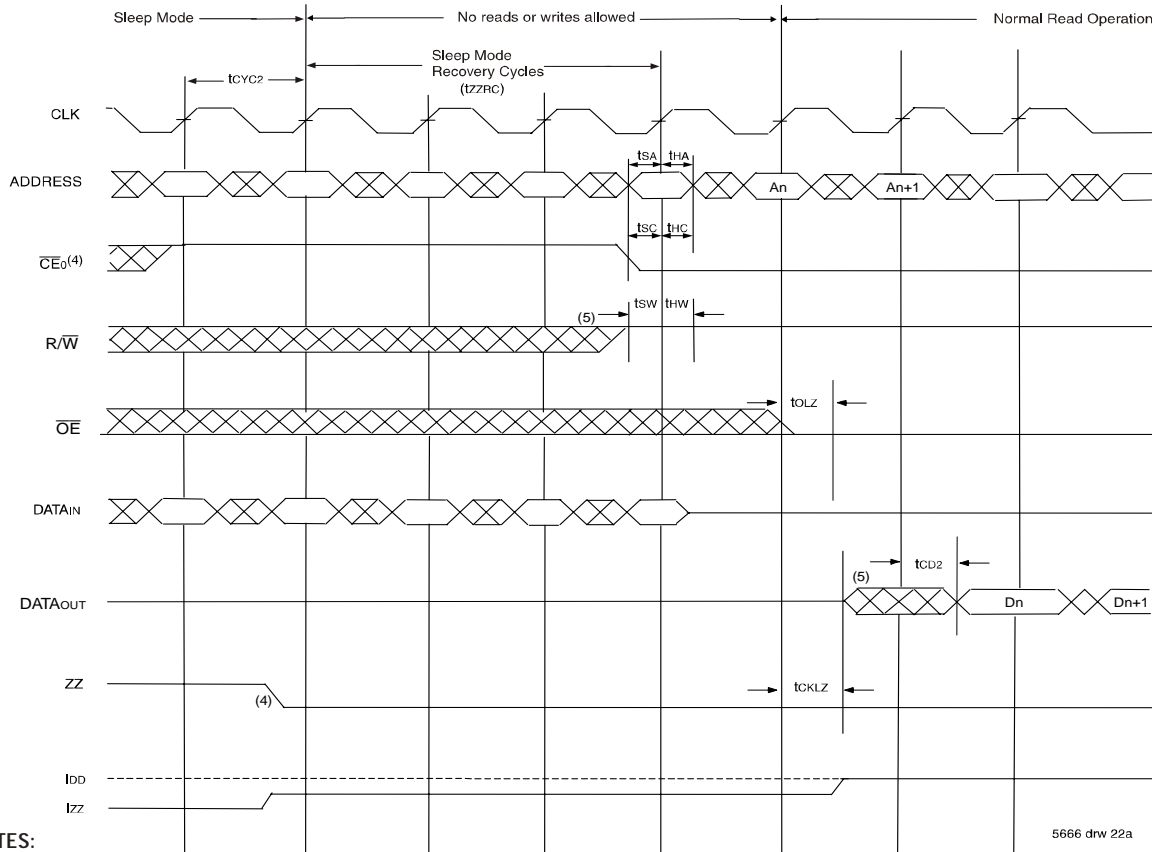 Sleep Mode
No reads or writes allowed
Normal Read Operation
Sleep Mode
Recovery Cycles
(tZZRC)
tCYC2
CLK
tSA tHA
ADDRESS
An
An+1
tSC tHC
CE0(4)
tSW tHW
(5)
R/W
tOLZ
OE
DATAIN
(5)
tCD2
DATAOUT
Dn
Dn+1
ZZ
(4)
tCKLZ
IDD
IZZ
5666 drw 22a
TES: